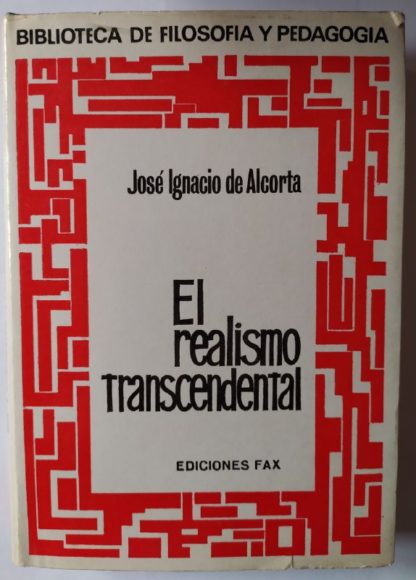 BIBLIOTECA DE FILOSOFIA Y PEDAGOGIA
José Ignacio de Alcorta
El
realismo
transcendental
EDICIONES FAX